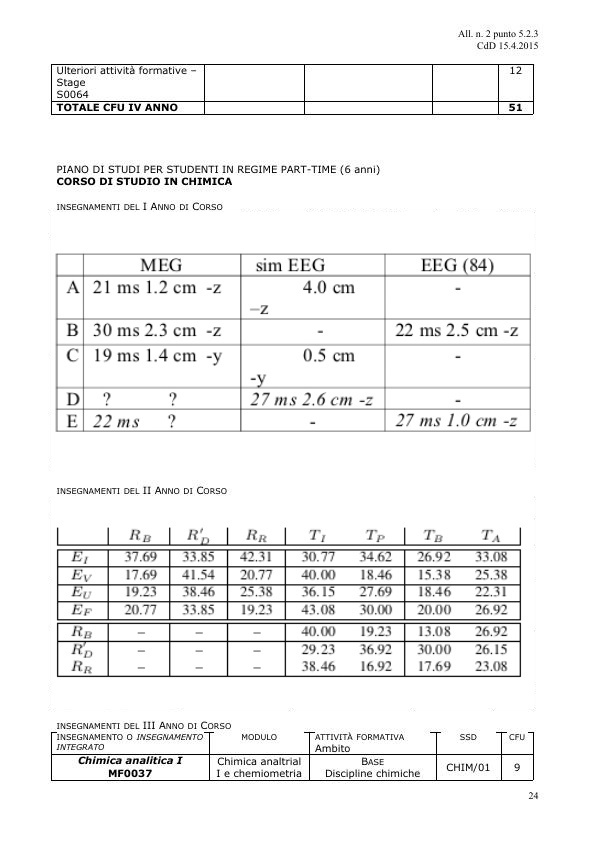 All. n. 2 punto 5.2.3
CdD 15.4.2015
Ulteriori attività formative –
Stage
S0064
12
TOTALE CFU IV ANNO 51
PIANO DI STUDI PER STUDENTI IN REGIME PART-TIME (6 anni)
CORSO DI STUDIO IN CHIMICA
INSEGNAMENTI DEL I ANNO DI CORSO
MEG sim EEG EEG (84)
A 21 ms 1.2 cm -z 4.0 cm –z -
B 30 ms 2.3 cm -z - 22 ms 2.5 cm -z
C 19 ms 1.4 cm -y 0.5 cm -y -
D ? ? 27 ms 2.6 cm -z -
E 22 ms ? - 27 ms 1.0 cm -z
INSEGNAMENTI DEL II ANNO DI CORSO
R_B R'_D R_R T_I T_P T_B T_A
E_I 37.69 33.85 42.31 30.77 34.62 26.92 33.08
E_V 17.69 41.54 20.77 40.00 18.46 15.38 25.38
E_U 19.23 38.46 25.38 36.15 27.69 18.46 22.31
E_F 20.77 33.85 19.23 43.08 30.00 20.00 26.92
R_B – – – 40.00 19.23 13.08 26.92
R'_D – – – 29.23 36.92 30.00 26.15
R_R – – – 38.46 16.92 17.69 23.08
INSEGNAMENTI DEL III ANNO DI CORSO
INSEGNAMENTO O INSEGNAMENTO INTEGRATO MODULO ATTIVITÀ FORMATIVA Ambito SSD CFU
Chimica analitica I MF0037 Chimica analtrial I e chemiometria BASE Discipline chimiche CHIM/01 9
24